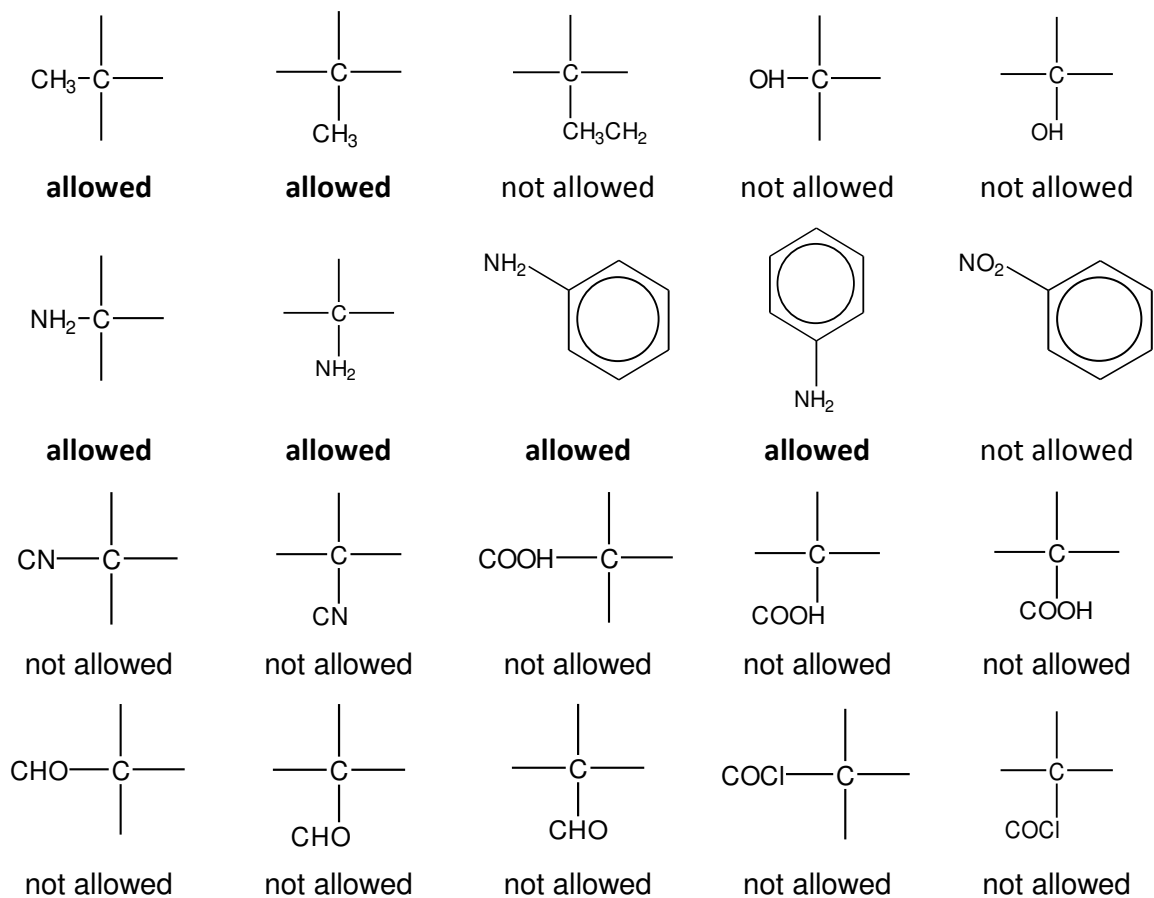 CH₃ C C C OH C C
CH₃ CH₃CH₂ OH
allowed allowed not allowed not allowed not allowed
NH₂ NO₂
NH₂ C C
NH₂ NH₂
allowed allowed allowed allowed not allowed
CN C C COOH C C C
CN COOH COOH
not allowed not allowed not allowed not allowed not allowed
CHO C C C COCl C C
CHO CHO COCl
not allowed not allowed not allowed not allowed not allowed